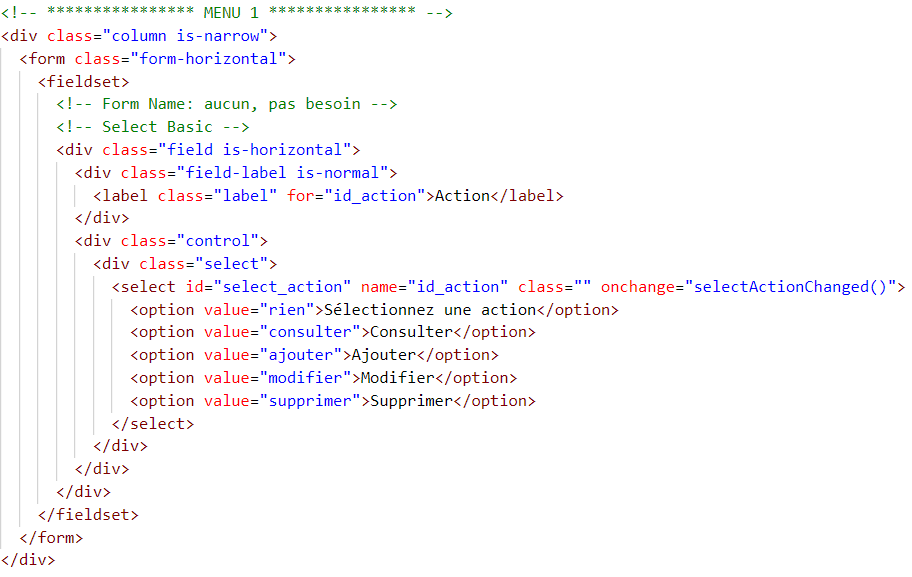 <!-- **************** MENU 1 **************** -->
<div class="column is-narrow">
<form class="form-horizontal">
<fieldset>
<!-- Form Name: aucun, pas besoin -->
<!-- Select Basic -->
<div class="field is-horizontal">
<div class="field-label is-normal">
<label class="label" for="id_action">Action</label>
</div>
<div class="control">
<div class="select">
<select id="select_action" name="id_action" class="" onchange="selectActionChanged()">
<option value="rien">Sélectionnez une action</option>
<option value="consulter">Consulter</option>
<option value="ajouter">Ajouter</option>
<option value="modifier">Modifier</option>
<option value="supprimer">Supprimer</option>
</select>
</div>
</div>
</div>
</fieldset>
</form>
</div>